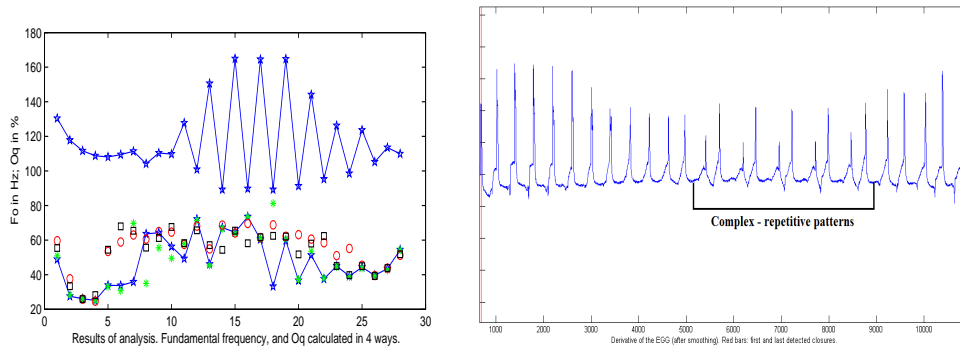 Fo in Hz; Oq in %
180
160
140
120
100
80
60
40
20
0 5 10 15 20 25 30
Results of analysis. Fundamental frequency, and Oq calculated in 4 ways.
Complex - repetitive patterns
1000 2000 3000 4000 5000 6000 7000 8000 9000 10000
Derivative of the EGG (after smoothing). Red bars: first and last detected closures.